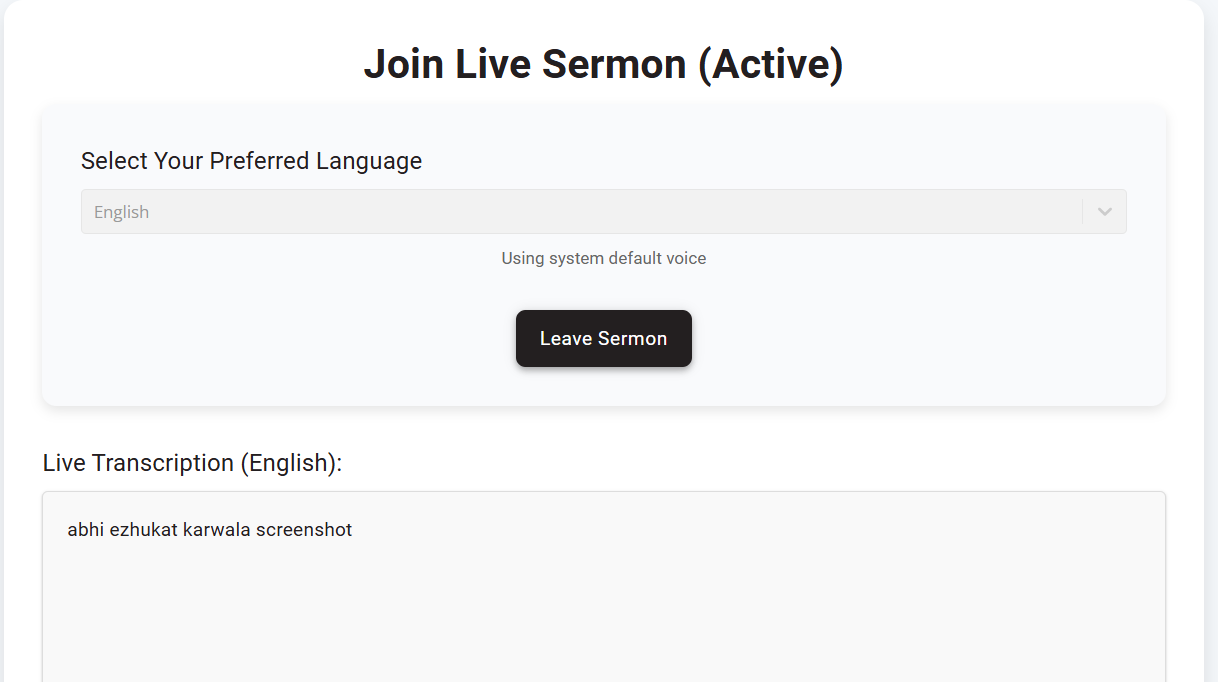 Join Live Sermon (Active)
Select Your Preferred Language
English
Using system default voice
Leave Sermon
Live Transcription (English):
abhi ezhukat karwala screenshot